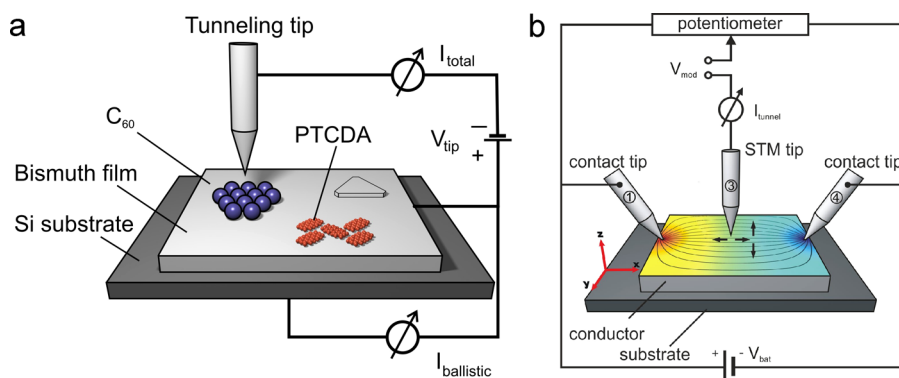 a
Tunneling tip
I total
C60
PTCDA
V tip
−
+
Bismuth film
Si substrate
I ballistic
b
potentiometer
V mod
I tunnel
STM tip
contact tip
contact tip
①
③
④
z
x
y
conductor
substrate
+ - V bat